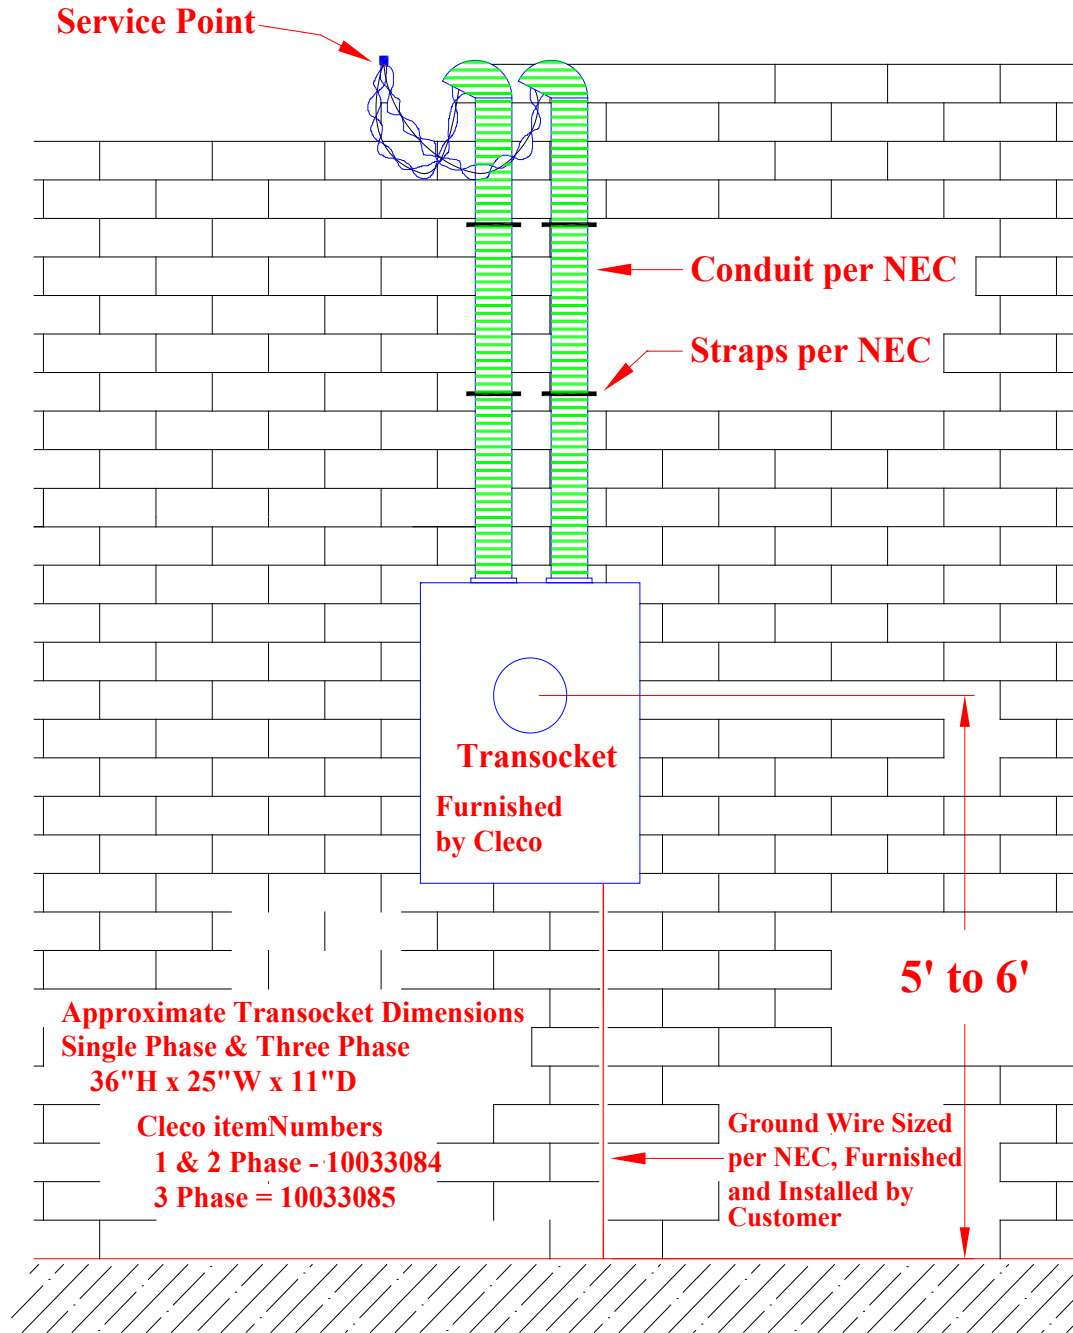 Service Point
Conduit per NEC
Straps per NEC
Transocket
Furnished
by Cleco
5' to 6'
Approximate Transocket Dimensions
Single Phase & Three Phase
36"H x 25"W x 11"D
Cleco itemNumbers
1 & 2 Phase - 10033084
3 Phase = 10033085
Ground Wire Sized
per NEC, Furnished
and Installed by
Customer